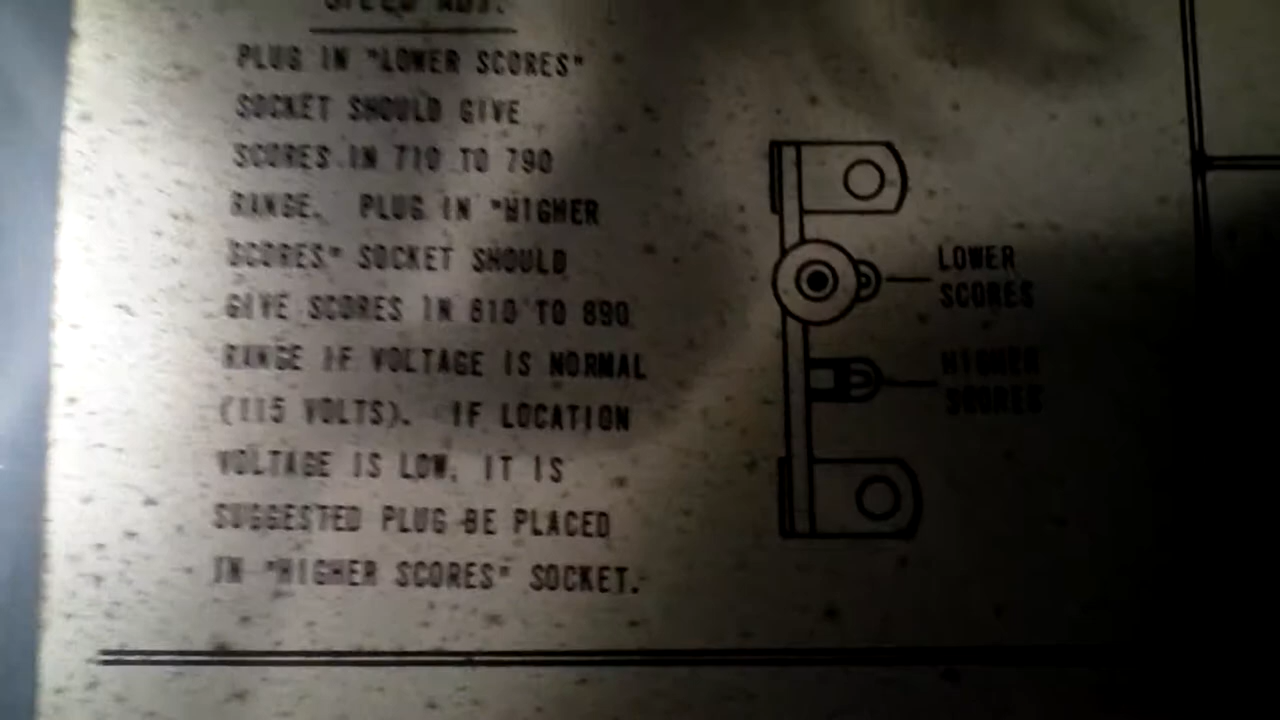 SPEED ADJ.
PLUG IN "LOWER SCORES"
SOCKET SHOULD GIVE
SCORES IN 710 TO 790
RANGE. PLUG IN "HIGHER
SCORES" SOCKET SHOULD
GIVE SCORES IN 810 TO 890
RANGE IF VOLTAGE IS NORMAL
(115 VOLTS). IF LOCATION
VOLTAGE IS LOW, IT IS
SUGGESTED PLUG BE PLACED
IN "HIGHER SCORES" SOCKET.
LOWER
SCORES
HIGHER
SCORES